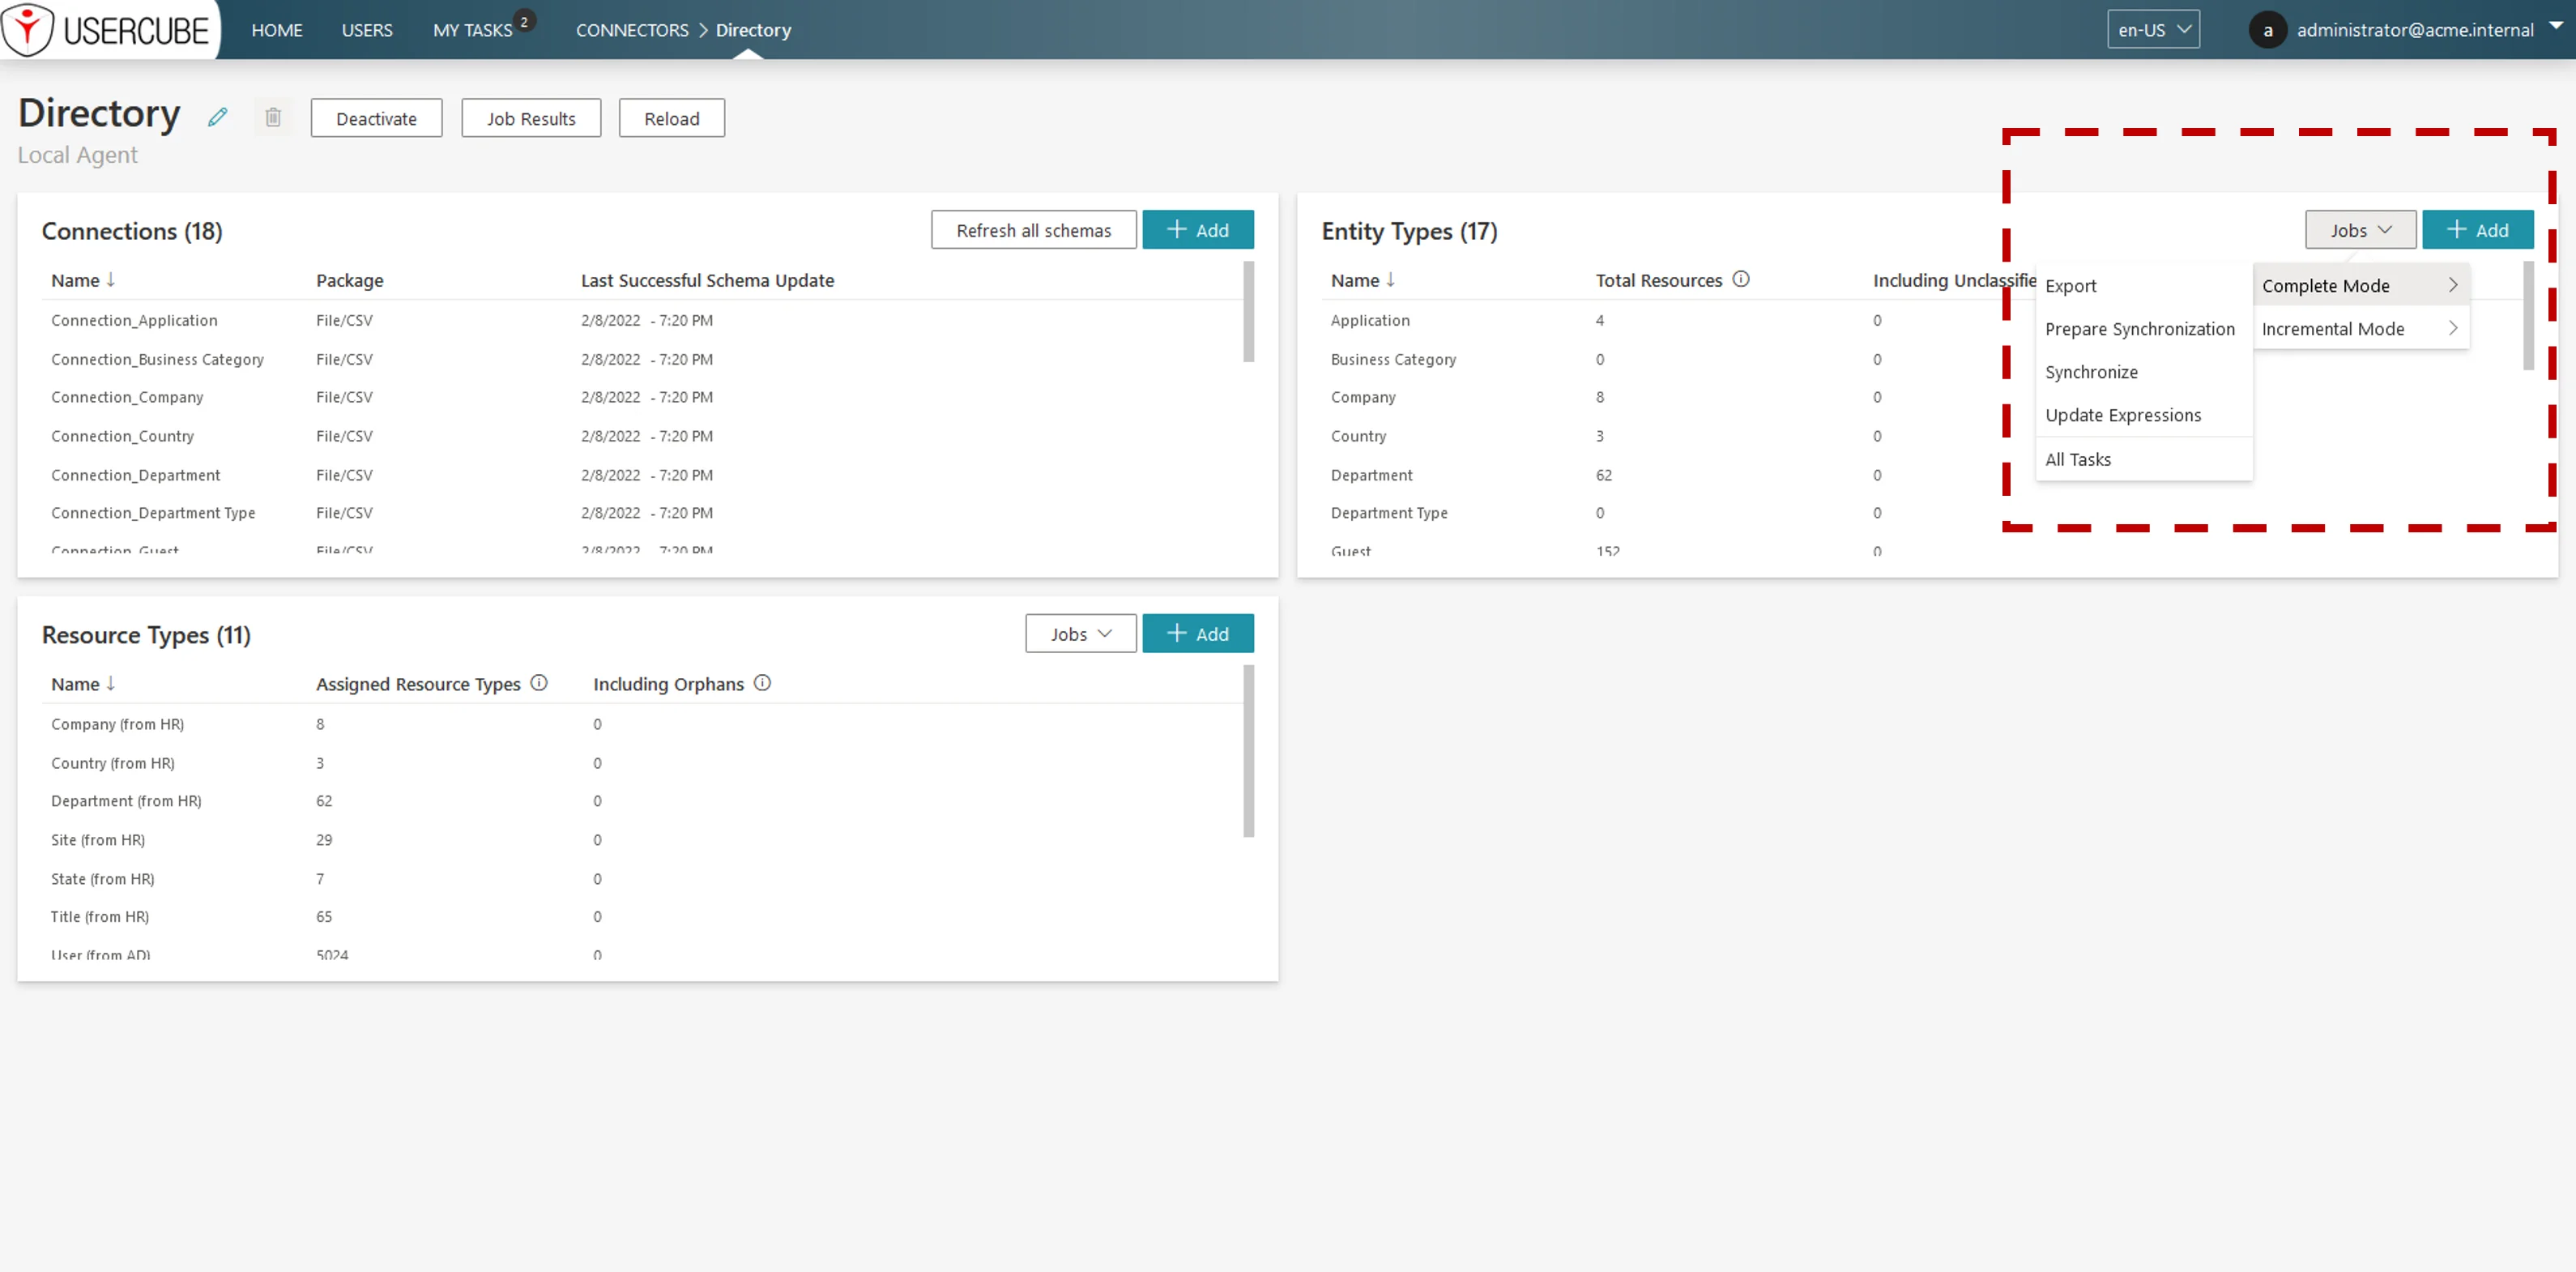 USERCUBE HOME USERS MY TASKS 2 CONNECTORS > Directory en-US a administrator@acme.internal
Directory Deactivate Job Results Reload
Local Agent
Connections (18) Refresh all schemas + Add
Name ↓ Package Last Successful Schema Update
Connection_Application File/CSV 2/8/2022 - 7:20 PM
Connection_Business Category File/CSV 2/8/2022 - 7:20 PM
Connection_Company File/CSV 2/8/2022 - 7:20 PM
Connection_Country File/CSV 2/8/2022 - 7:20 PM
Connection_Department File/CSV 2/8/2022 - 7:20 PM
Connection_Department Type File/CSV 2/8/2022 - 7:20 PM
Connection_Guest File/CSV 2/8/2022 - 7:20 PM
Entity Types (17) Jobs + Add
Name ↓ Total Resources Including Unclassifie
Application 4 0
Business Category 0 0
Company 8 0
Country 3 0
Department 62 0
Department Type 0 0
Guest 152 0
Complete Mode
Incremental Mode
Export
Prepare Synchronization
Synchronize
Update Expressions
All Tasks
Resource Types (11) Jobs + Add
Name ↓ Assigned Resource Types Including Orphans
Company (from HR) 8 0
Country (from HR) 3 0
Department (from HR) 62 0
Site (from HR) 29 0
State (from HR) 7 0
Title (from HR) 65 0
User (from AD) 5024 0